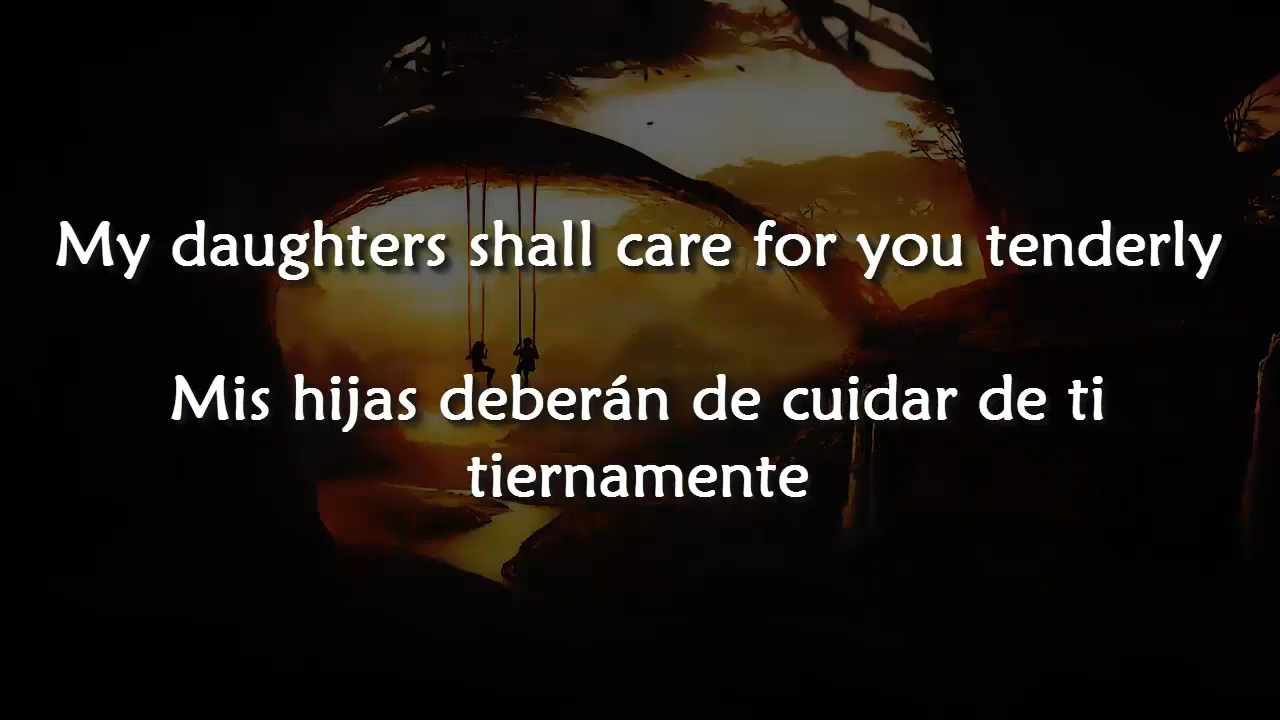 My daughters shall care for you tenderly
Mis hijas deberán de cuidar de ti
tiernamente